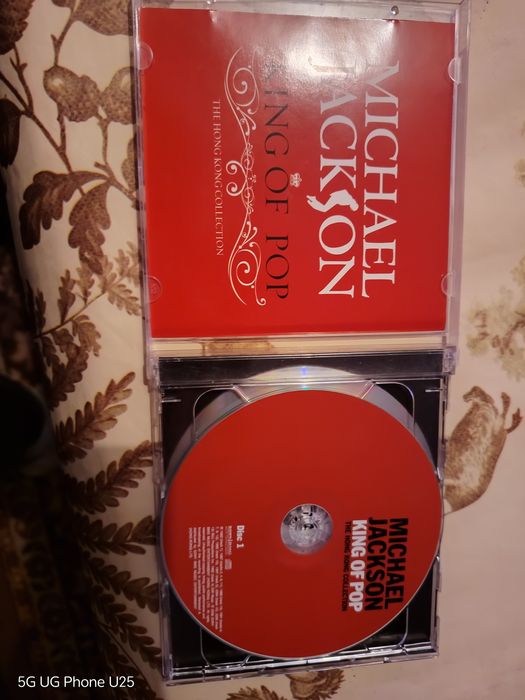 MICHAEL
JACKSON
KING OF POP
THE HONG KONG COLLECTION
MICHAEL
JACKSON
KING OF POP
THE HONG KONG COLLECTION
Disc 1
5G UG Phone U25